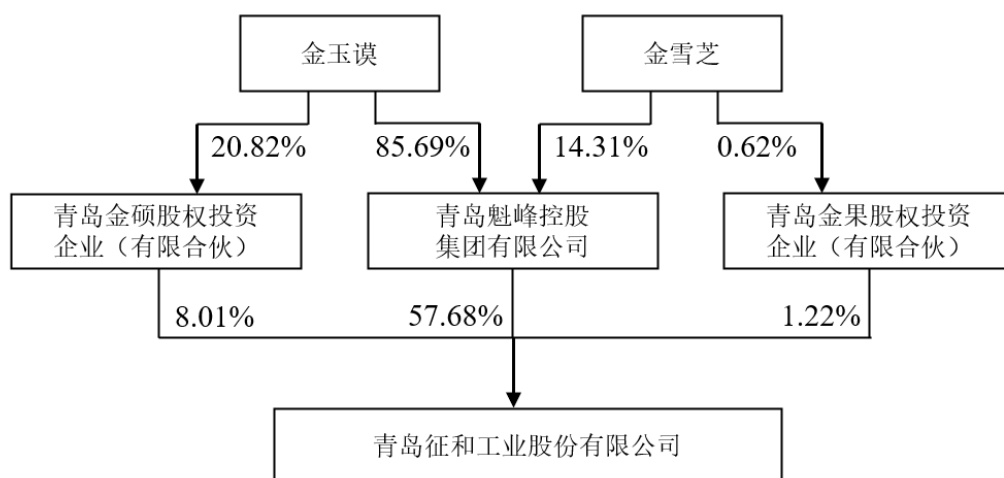 金玉谟
金雪芝
20.82%
85.69%
14.31%
0.62%
青岛金硕股权投资
企业（有限合伙）
青岛魁峰控股
集团有限公司
青岛金果股权投资
企业（有限合伙）
8.01%
57.68%
1.22%
青岛征和工业股份有限公司